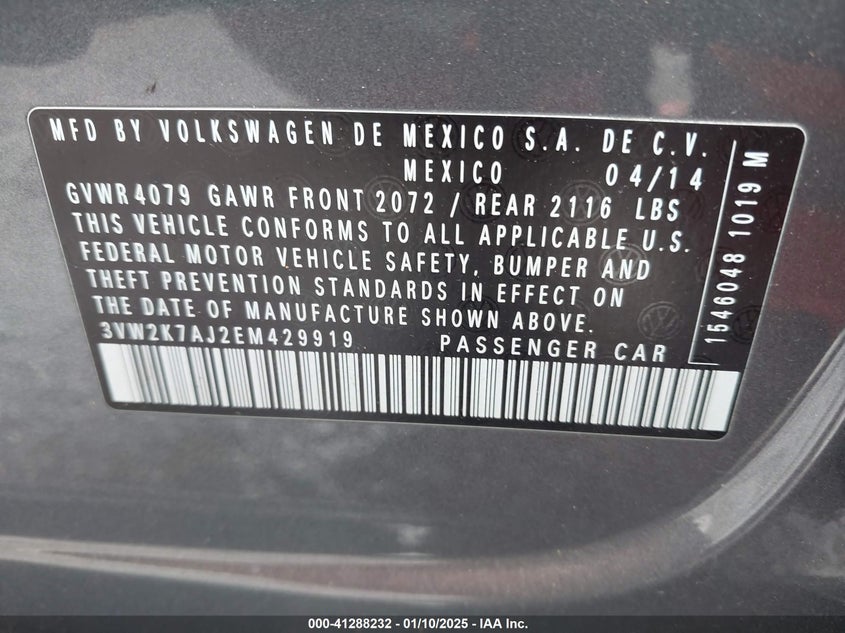 MFD BY VOLKSWAGEN DE MEXICO S.A. DE C.V.
MEXICO 04/14
GVWR 4079 GAWR FRONT 2072 / REAR 2116 LBS
THIS VEHICLE CONFORMS TO ALL APPLICABLE U.S.
FEDERAL MOTOR VEHICLE SAFETY, BUMPER AND
THEFT PREVENTION STANDARDS IN EFFECT ON
THE DATE OF MANUFACTURE SHOWN ABOVE.
3VW2K7AJ2EM429919 PASSENGER CAR
1546048 1019 M
000-41288232 - 01/10/2025 - IAA Inc.